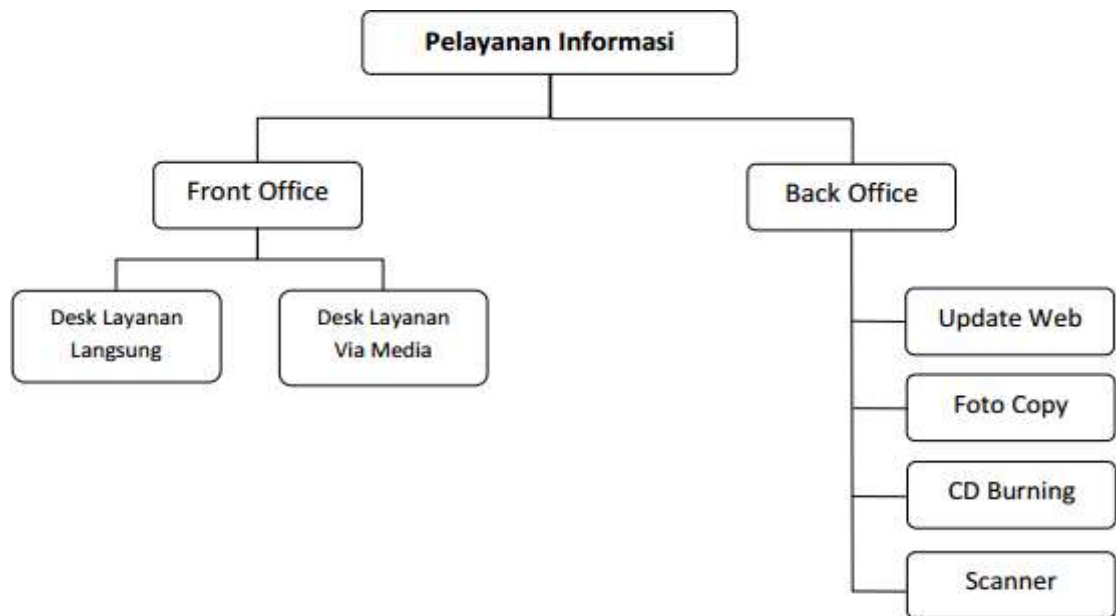 Pelayanan Informasi
Front Office
Back Office
Desk Layanan
Langsung
Desk Layanan
Via Media
Update Web
Foto Copy
CD Burning
Scanner